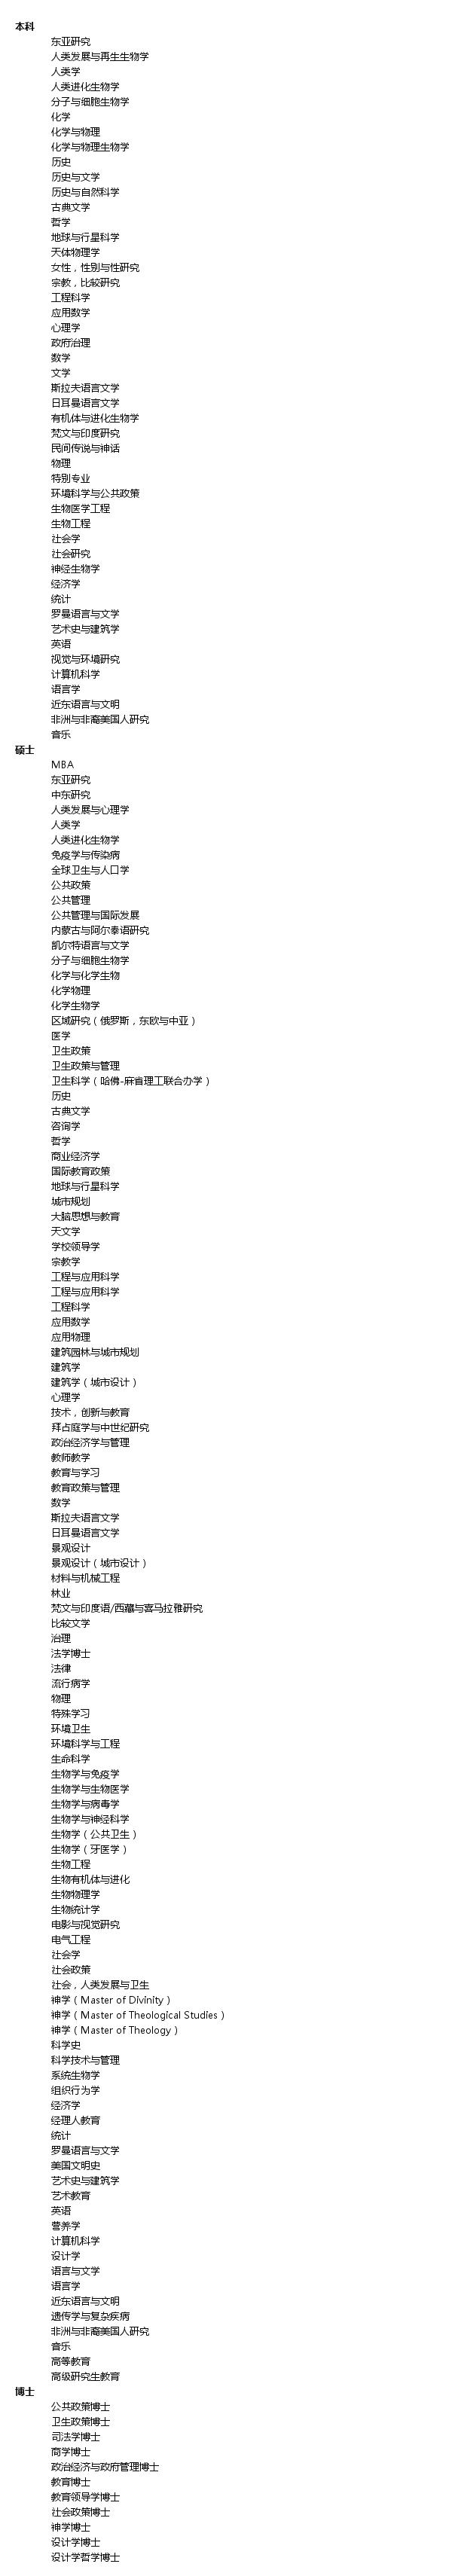 本科
东亚研究
人类发展与再生生物学
人类学
人类进化生物学
分子与细胞生物学
化学
化学与物理
化学与物理生物学
历史
历史与文学
历史与自然科学
古典文学
哲学
地球与行星科学
天体物理学
女性，性别与性研究
宗教，比较研究
工程科学
应用数学
心理学
政府治理
数学
文学
斯拉夫语言文学
日耳曼语言文学
有机体与进化生物学
梵文与印度研究
民间传说与神话
物理
特别专业
环境科学与公共政策
生物医学工程
生物工程
社会学
社会研究
神经生物学
经济学
统计
罗曼语言与文学
艺术史与建筑学
英语
视觉与环境研究
计算机科学
语言学
近东语言与文明
非洲与非裔美国人研究
音乐
硕士
MBA
东亚研究
中东研究
人类发展与心理学
人类学
人类进化生物学
免疫学与传染病
全球卫生与人口学
公共政策
公共管理
公共管理与国际发展
内蒙古与阿尔泰语研究
凯尔特语言与文学
分子与细胞生物学
化学与化学生物
化学物理
化学生物学
区域研究（俄罗斯，东欧与中亚）
医学
卫生政策
卫生政策与管理
卫生科学（哈佛-麻省理工联合办学）
历史
古典文学
咨询学
哲学
商业经济学
国际教育政策
地球与行星科学
城市规划
大脑思想与教育
天文学
学校领导学
宗教学
工程与应用科学
工程与应用科学
工程科学
应用数学
应用物理
建筑园林与城市规划
建筑学
建筑学（城市设计）
心理学
技术，创新与教育
拜占庭学与中世纪研究
政治经济学与管理
教师教学
教育与学习
教育政策与管理
数学
斯拉夫语言文学
日耳曼语言文学
景观设计
景观设计（城市设计）
材料与机械工程
林业
梵文与印度语/西藏与喜马拉雅研究
比较文学
治理
法学博士
法律
流行病学
物理
特殊学习
环境卫生
环境科学与工程
生命科学
生物学与免疫学
生物学与生物医学
生物学与病毒学
生物学与神经科学
生物学（公共卫生）
生物学（牙医学）
生物工程
生物有机体与进化
生物物理学
生物统计学
电影与视觉研究
电气工程
社会学
社会政策
社会，人类发展与卫生
神学（Master of Divinity）
神学（Master of Theological Studies）
神学（Master of Theology）
科学史
科学技术与管理
系统生物学
组织行为学
经济学
经理人教育
统计
罗曼语言与文学
美国文明史
艺术史与建筑学
艺术教育
英语
营养学
计算机科学
设计学
语言与文学
语言学
近东语言与文明
遗传学与复杂疾病
非洲与非裔美国人研究
音乐
高等教育
高级研究生教育
博士
公共政策博士
卫生政策博士
司法学博士
商学博士
政治经济与政府管理博士
教育博士
教育领导学博士
社会政策博士
神学博士
设计学博士
设计学哲学博士